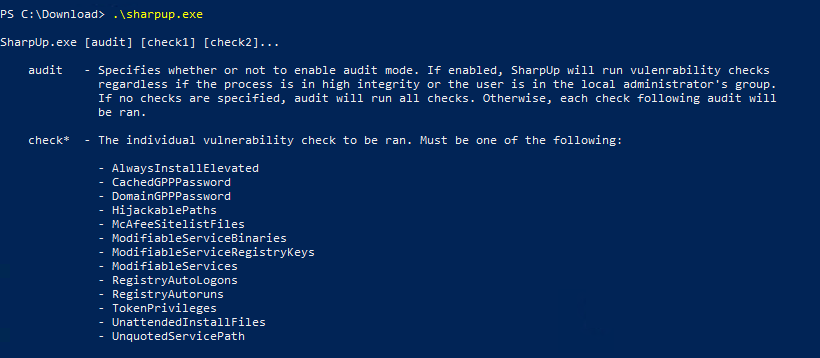 PS C:\Download> .\sharpup.exe
SharpUp.exe [audit] [check1] [check2]...
audit - Specifies whether or not to enable audit mode. If enabled, SharpUp will run vulenrability checks
regardless if the process is in high integrity or the user is in the local administrator's group.
If no checks are specified, audit will run all checks. Otherwise, each check following audit will
be ran.
check* - The individual vulnerability check to be ran. Must be one of the following:
- AlwaysInstallElevated
- CachedGPPPassword
- DomainGPPPassword
- HijackablePaths
- McAfeeSitelistFiles
- ModifiableServiceBinaries
- ModifiableServiceRegistryKeys
- ModifiableServices
- RegistryAutoLogons
- RegistryAutoruns
- TokenPrivileges
- UnattendedInstallFiles
- UnquotedServicePath